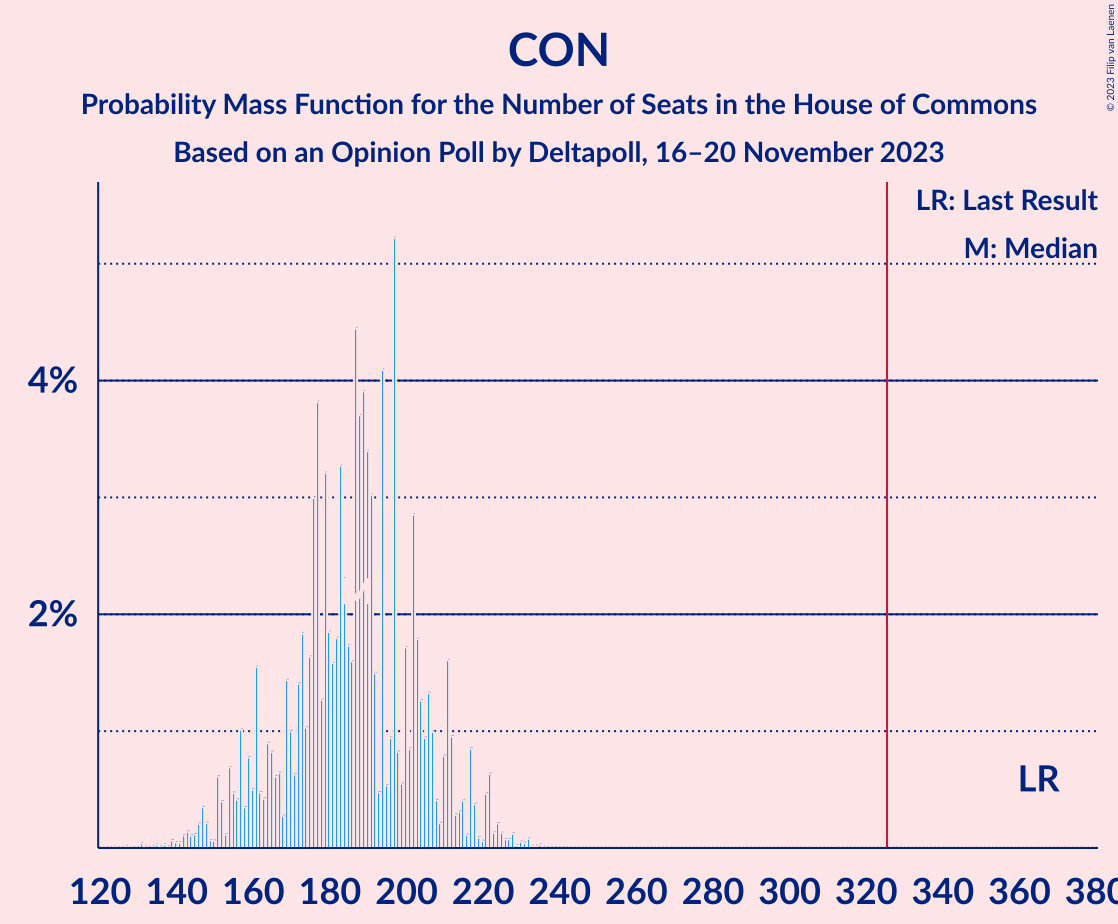 CON
Probability Mass Function for the Number of Seats in the House of Commons
Based on an Opinion Poll by Deltapoll, 16–20 November 2023
© 2023 Filip van Laenen
LR: Last Result
M: Median
4%
2%
LR
120 140 160 180 200 220 240 260 280 300 320 340 360 380